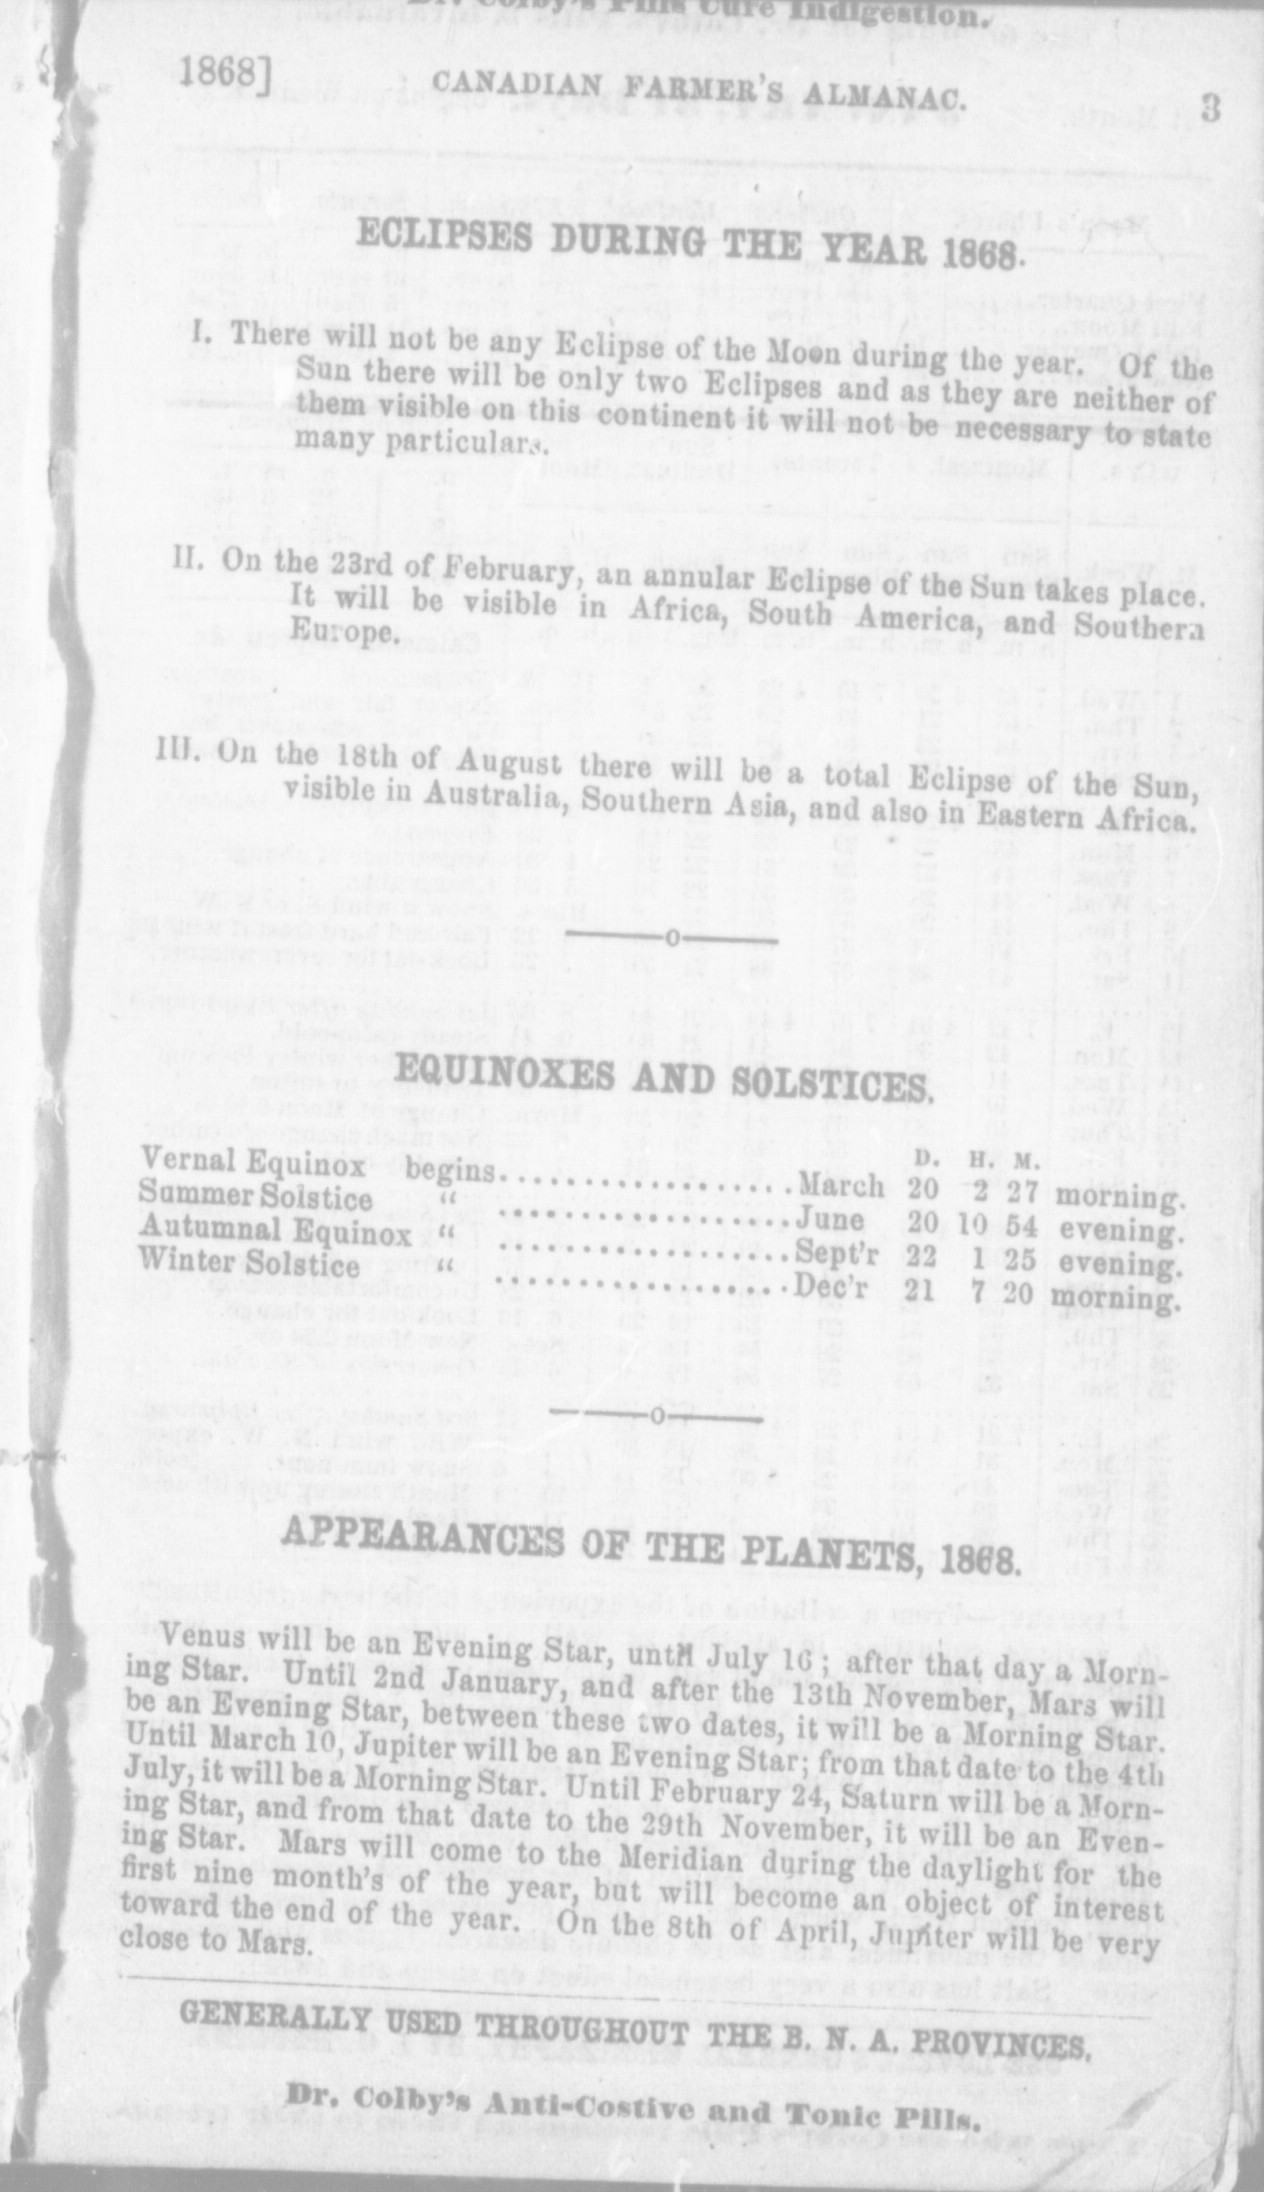 Dr. Colby's Pills Cure Indigestion.
1868] CANADIAN FARMER'S ALMANAC. 3
ECLIPSES DURING THE YEAR 1868.
I. There will not be any Eclipse of the Moon during the year. Of the
Sun there will be only two Eclipses and as they are neither of
them visible on this continent it will not be necessary to state
many particulars.
II. On the 23rd of February, an annular Eclipse of the Sun takes place.
It will be visible in Africa, South America, and Southern
Europe.
III. On the 18th of August there will be a total Eclipse of the Sun,
visible in Australia, Southern Asia, and also in Eastern Africa.
——o——
EQUINOXES AND SOLSTICES.
D. H. M.
Vernal Equinox begins..................March 20 2 27 morning.
Summer Solstice " ..................June 20 10 54 evening.
Autumnal Equinox " ..................Sept'r 22 1 25 evening.
Winter Solstice " ..................Dec'r 21 7 20 morning.
——o——
APPEARANCES OF THE PLANETS, 1868.
Venus will be an Evening Star, until July 16; after that day a Morn-
ing Star. Until 2nd January, and after the 13th November, Mars will
be an Evening Star, between these two dates, it will be a Morning Star.
Until March 10, Jupiter will be an Evening Star; from that date to the 4th
July, it will be a Morning Star. Until February 24, Saturn will be a Morn-
ing Star, and from that date to the 29th November, it will be an Even-
ing Star. Mars will come to the Meridian during the daylight for the
first nine month's of the year, but will become an object of interest
toward the end of the year. On the 8th of April, Jupiter will be very
close to Mars.
GENERALLY USED THROUGHOUT THE B. N. A. PROVINCES.
Dr. Colby's Anti-Costive and Tonic Pills.